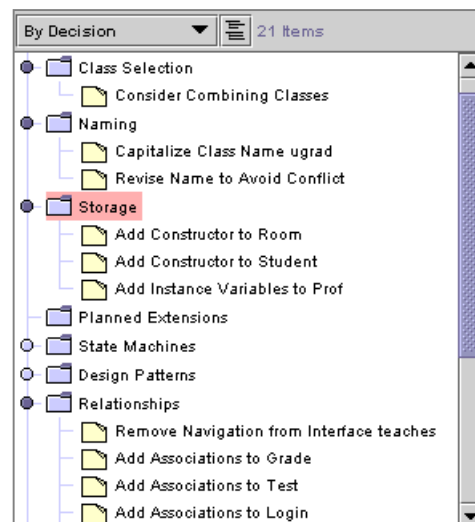 By Decision
21 Items
Class Selection
Consider Combining Classes
Naming
Capitalize Class Name ugrad
Revise Name to Avoid Conflict
Storage
Add Constructor to Room
Add Constructor to Student
Add Instance Variables to Prof
Planned Extensions
State Machines
Design Patterns
Relationships
Remove Navigation from Interface teaches
Add Associations to Grade
Add Associations to Test
Add Associations to Login